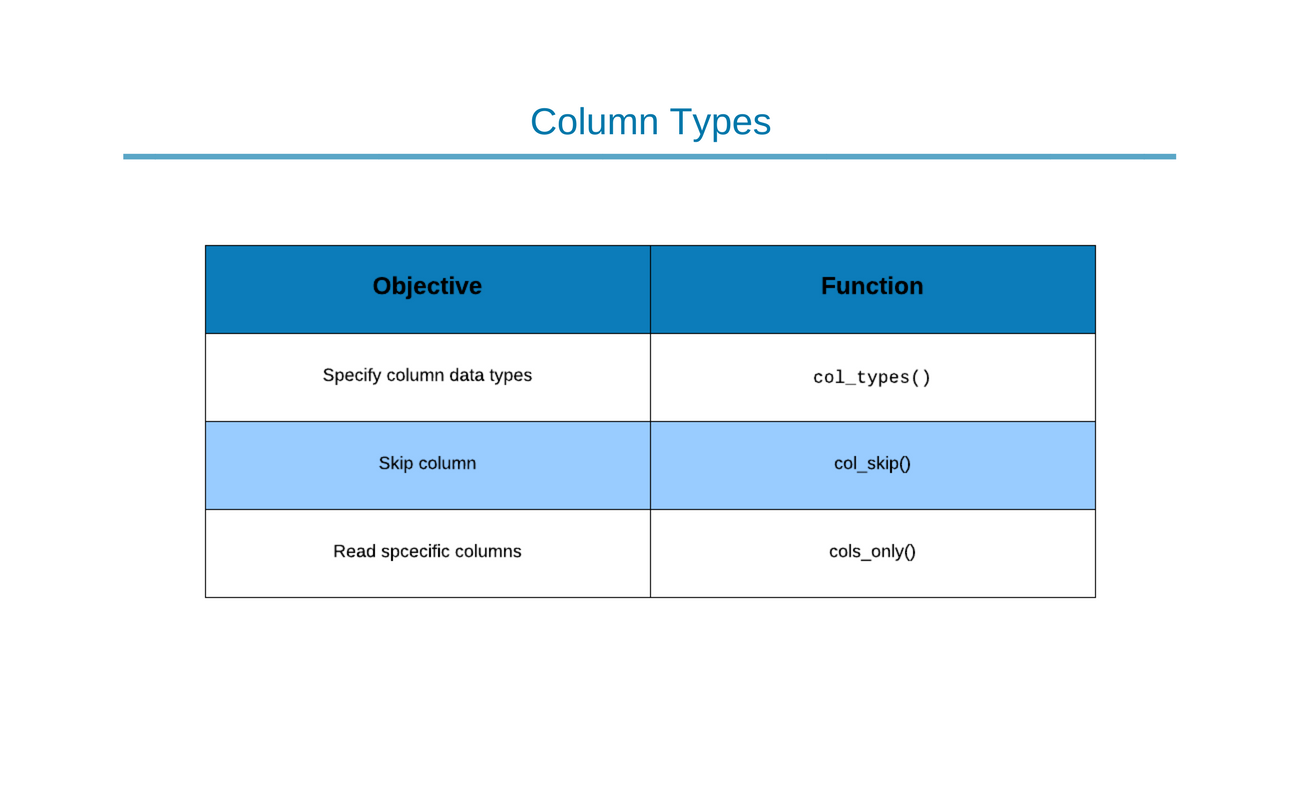 Column Types
Objective Function
Specify column data types col_types()
Skip column col_skip()
Read spcecific columns cols_only()